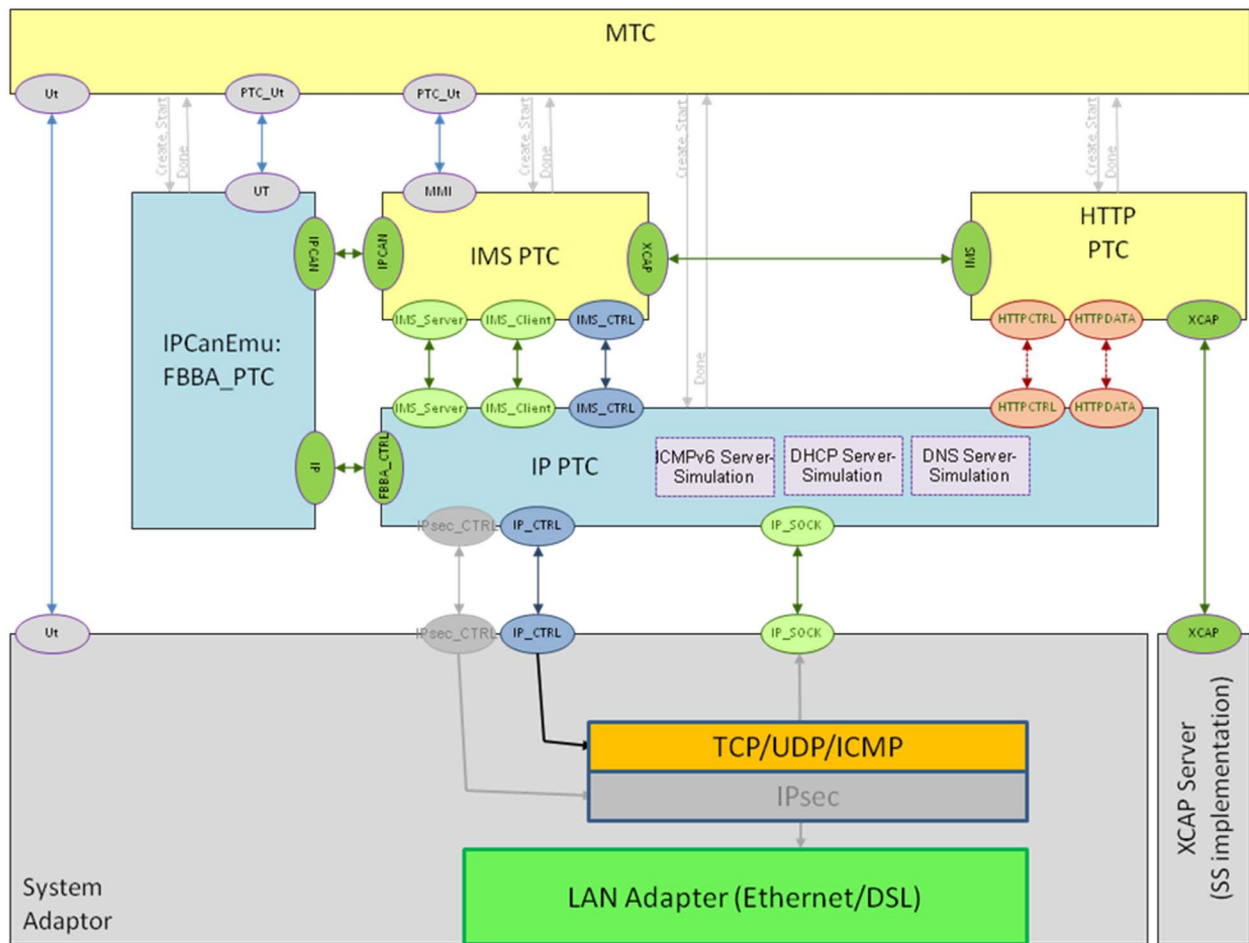 MTC
Ut
PTC_Ut
PTC_Ut
Create_Start
Done
Create_Start
Done
Create_Start
Done
Create_Start
Done
UT
MMI
IPCAN
IPCAN
IMS PTC
XCAP
SMI
HTTP
PTC
IMS_Server
IMS_Client
IMS_CTRL
HTTPCTRL
HTTPDATA
XCAP
IPCanEmu:
FBBA_PTC
IMS_Server
IMS_Client
IMS_CTRL
HTTPCTRL
HTTPDATA
IP
FBBA_CTRL
IP PTC
ICMPv6 Server-
Simulation
DHCP Server-
Simulation
DNS Server-
Simulation
IPsec_CTRL
IP_CTRL
IP_SOCK
Ut
IPsec_CTRL
IP_CTRL
IP_SOCK
XCAP
TCP/UDP/ICMP
IPsec
LAN Adapter (Ethernet/DSL)
System
Adaptor
XCAP Server
(SS implementation)